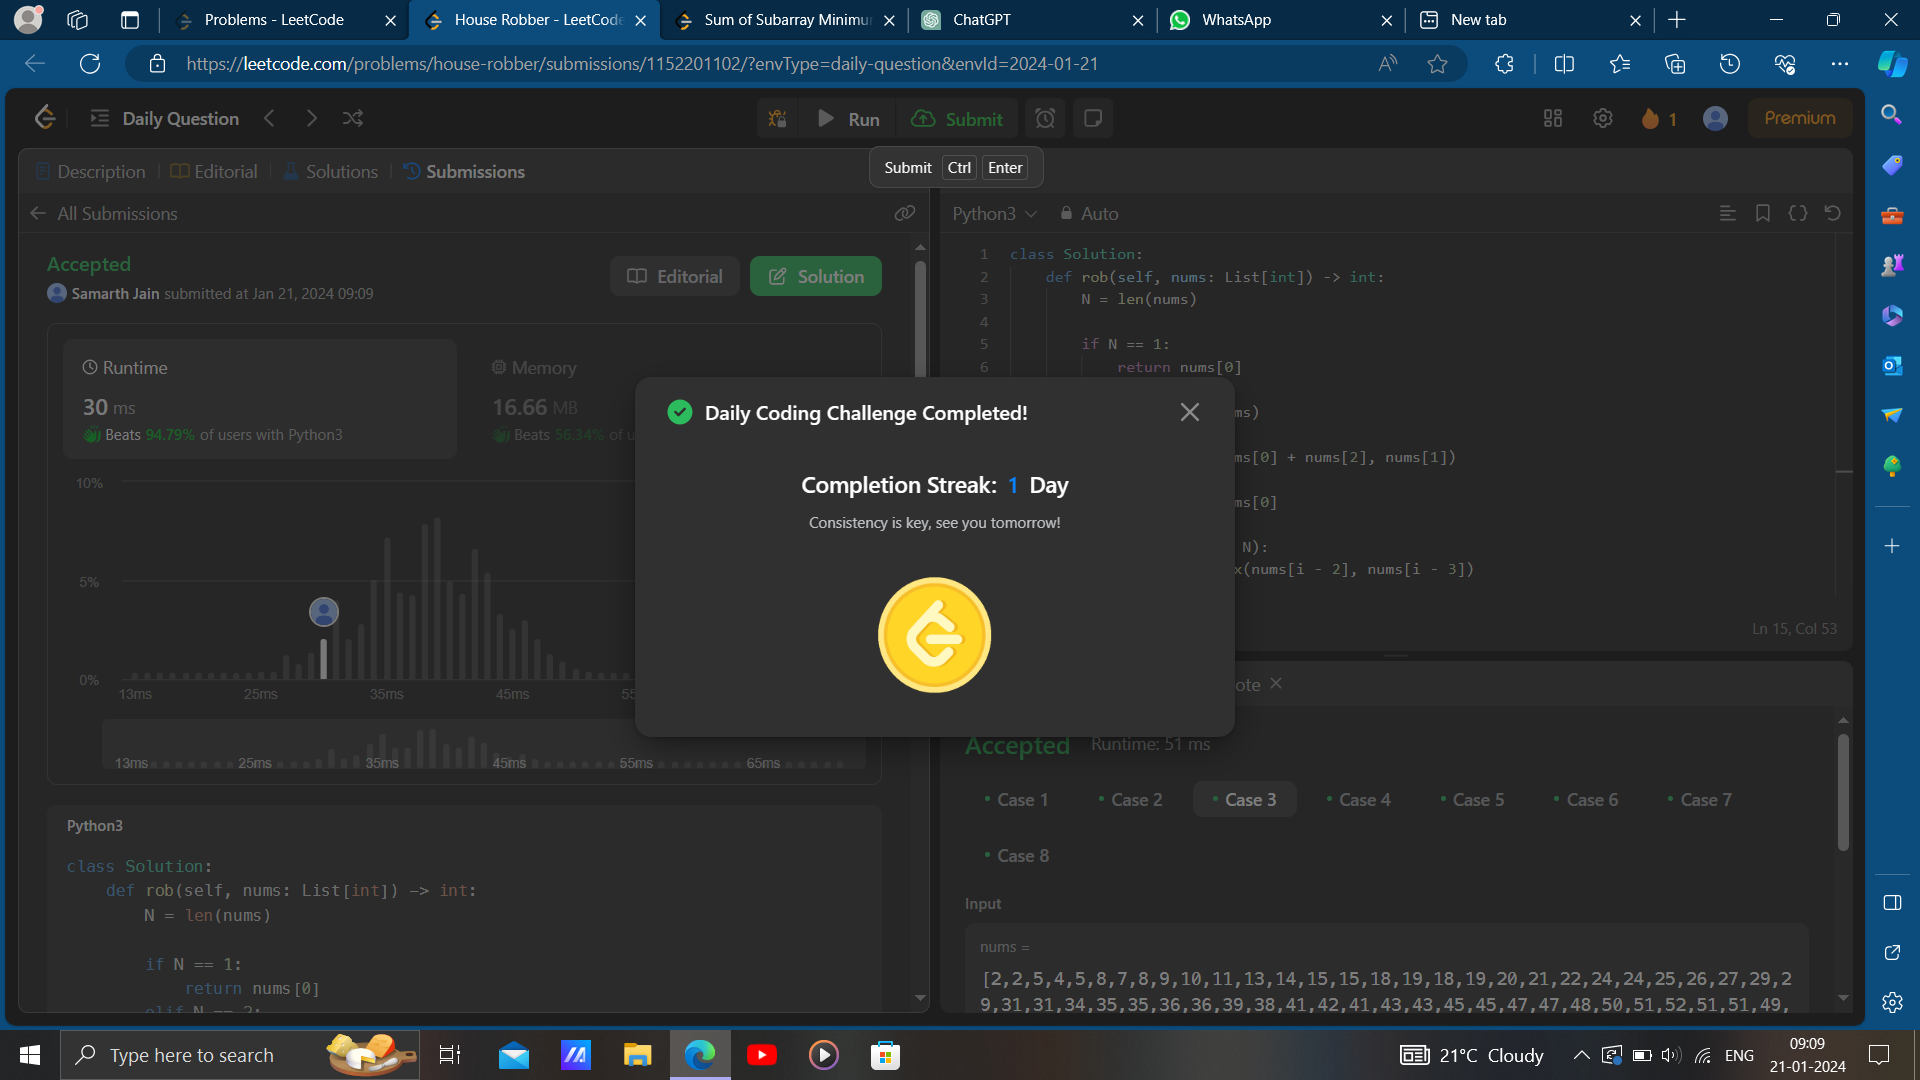 Problems - LeetCode
House Robber - LeetCode
Sum of Subarray Minimu
ChatGPT
WhatsApp
New tab
https://leetcode.com/problems/house-robber/submissions/1152201102/?envType=daily-question&envId=2024-01-21
Daily Question
Run
Submit
1
Premium
Description
Editorial
Solutions
Submissions
Submit Ctrl Enter
All Submissions
Python3
Auto
Accepted
Samarth Jain submitted at Jan 21, 2024 09:09
Editorial
Solution
Runtime
30 ms
Beats 94.79% of users with Python3
Memory
16.66 MB
Beats 56.34% of u
10%
5%
0%
13ms
25ms
35ms
45ms
55
13ms
25ms
35ms
45ms
55ms
65ms
Python3
class Solution:
def rob(self, nums: List[int]) -> int:
N = len(nums)
if N == 1:
return nums[0]
elif N == 2:
1 class Solution:
2 def rob(self, nums: List[int]) -> int:
3 N = len(nums)
4
5 if N == 1:
6 return nums[0]
ms)
ms[0] + nums[2], nums[1])
ms[0]
N):
x(nums[i - 2], nums[i - 3])
Ln 15, Col 53
Daily Coding Challenge Completed!
Completion Streak: 1 Day
Consistency is key, see you tomorrow!
ote
Accepted
Runtime: 51 ms
Case 1
Case 2
Case 3
Case 4
Case 5
Case 6
Case 7
Case 8
Input
nums =
[2,2,5,4,5,8,7,8,9,10,11,13,14,15,15,18,19,18,19,20,21,22,24,24,25,26,27,29,2
9,31,31,34,35,35,36,36,39,38,41,42,41,43,43,45,45,47,47,48,50,51,52,51,51,49,
Type here to search
21°C Cloudy
ENG
09:09
21-01-2024